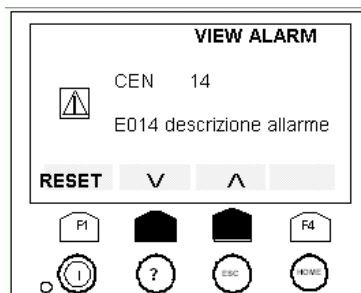 VIEW ALARM
CEN 14
E014 descrizione allarme
RESET V Λ
F1 F4
I ? ESC HOME